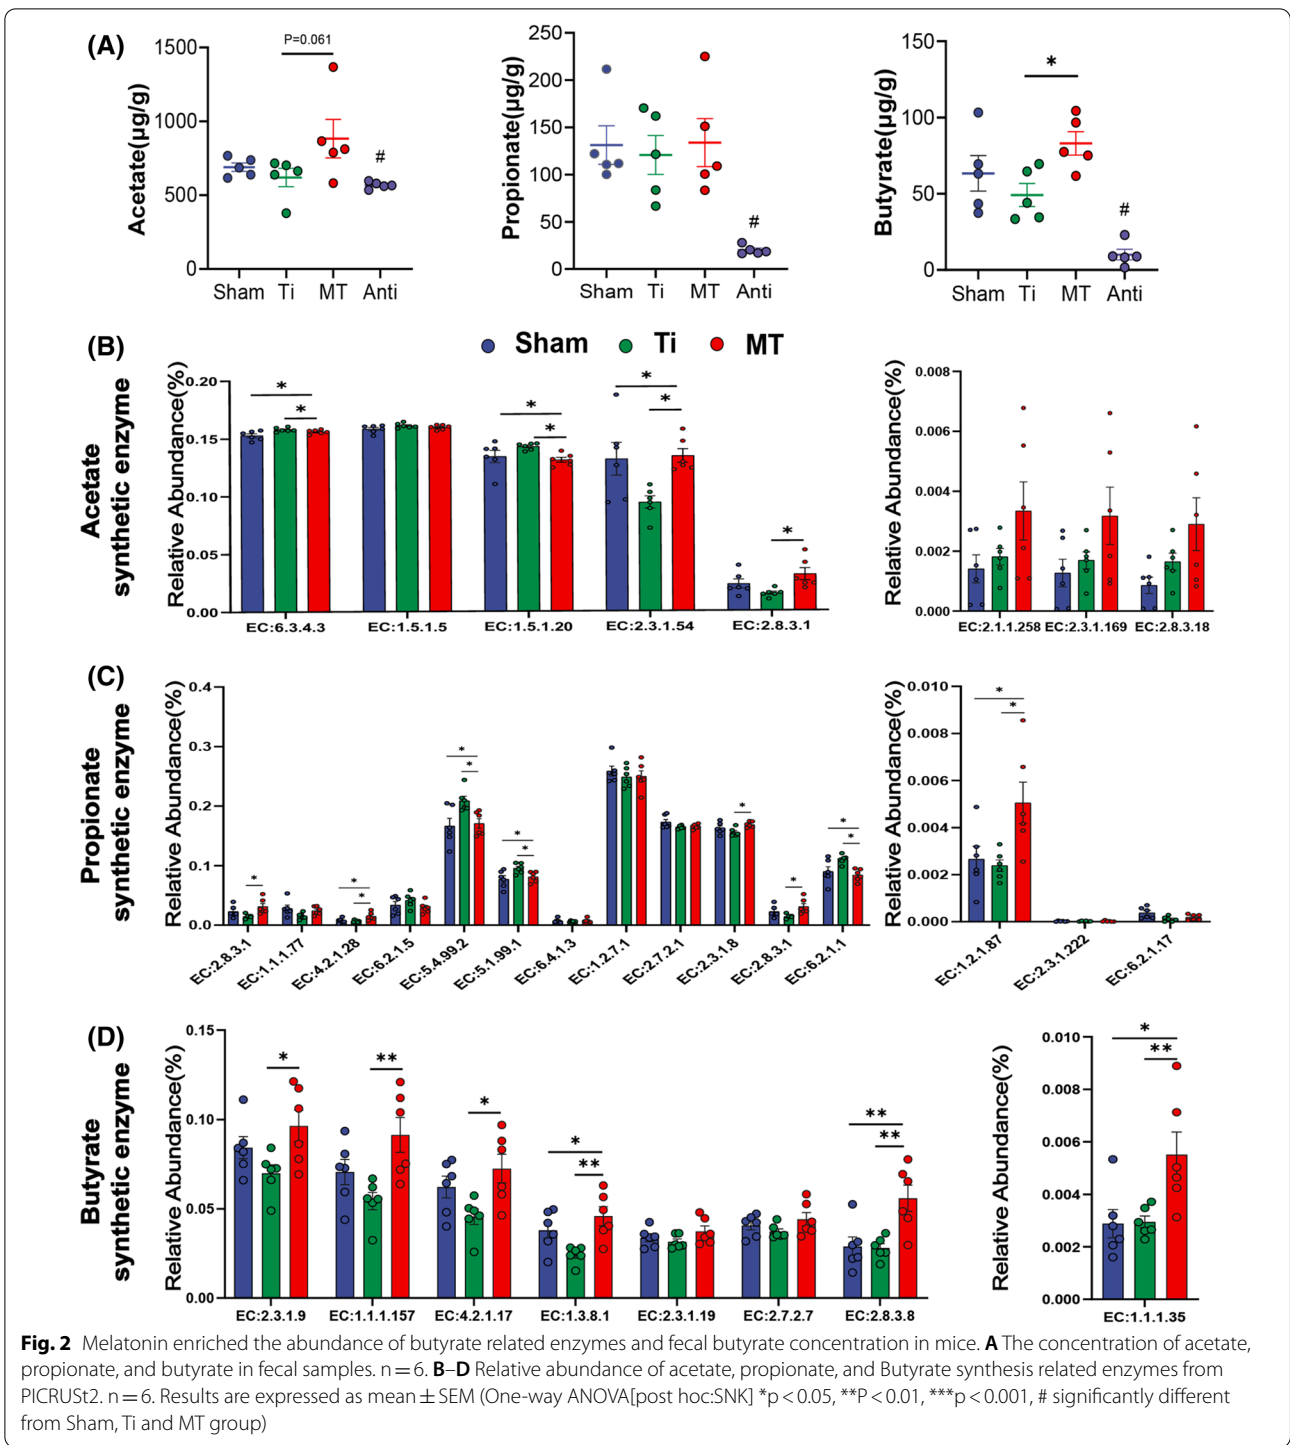 (A)
1500
1000
500
0
Acetate(µg/g)
P=0.061
#
Sham Ti MT Anti
250
200
150
100
50
0
Propionate(µg/g)
#
Sham Ti MT Anti
150
100
50
0
Butyrate(µg/g)
*
#
Sham Ti MT Anti
(B)
Sham Ti MT
Acetate
synthetic enzyme
Relative Abundance(%)
0.20
0.15
0.10
0.05
0.00
* * * * * * *
EC:6.3.4.3 EC:1.5.1.5 EC:1.5.1.20 EC:2.3.1.54 EC:2.8.3.1
Relative Abundance(%)
0.008
0.006
0.004
0.002
0.000
EC:2.1.1.258 EC:2.3.1.169 EC:2.8.3.18
(C)
Propionate
synthetic enzyme
Relative Abundance(%)
0.4
0.3
0.2
0.1
0.0
* * * * * * * * * * *
EC:2.8.3.1 EC:1.1.1.77 EC:4.2.1.28 EC:6.2.1.5 EC:5.4.99.2 EC:5.1.99.1 EC:6.4.1.3 EC:1.2.7.1 EC:2.7.2.1 EC:2.3.1.8 EC:2.8.3.1 EC:6.2.1.1
Relative Abundance(%)
0.010
0.008
0.006
0.004
0.002
0.000
* *
EC:1.2.1.87 EC:2.3.1.222 EC:6.2.1.17
(D)
Butyrate
synthetic enzyme
Relative Abundance(%)
0.15
0.10
0.05
0.00
* ** * * ** ** **
EC:2.3.1.9 EC:1.1.1.157 EC:4.2.1.17 EC:1.3.8.1 EC:2.3.1.19 EC:2.7.2.7 EC:2.8.3.8
Relative Abundance(%)
0.010
0.008
0.006
0.004
0.002
0.000
* **
EC:1.1.1.35
Fig. 2 Melatonin enriched the abundance of butyrate related enzymes and fecal butyrate concentration in mice. A The concentration of acetate,
propionate, and butyrate in fecal samples. n = 6. B–D Relative abundance of acetate, propionate, and Butyrate synthesis related enzymes from
PICRUSt2. n = 6. Results are expressed as mean ± SEM (One-way ANOVA[post hoc:SNK] *p < 0.05, **P < 0.01, ***p < 0.001, # significantly different
from Sham, Ti and MT group)